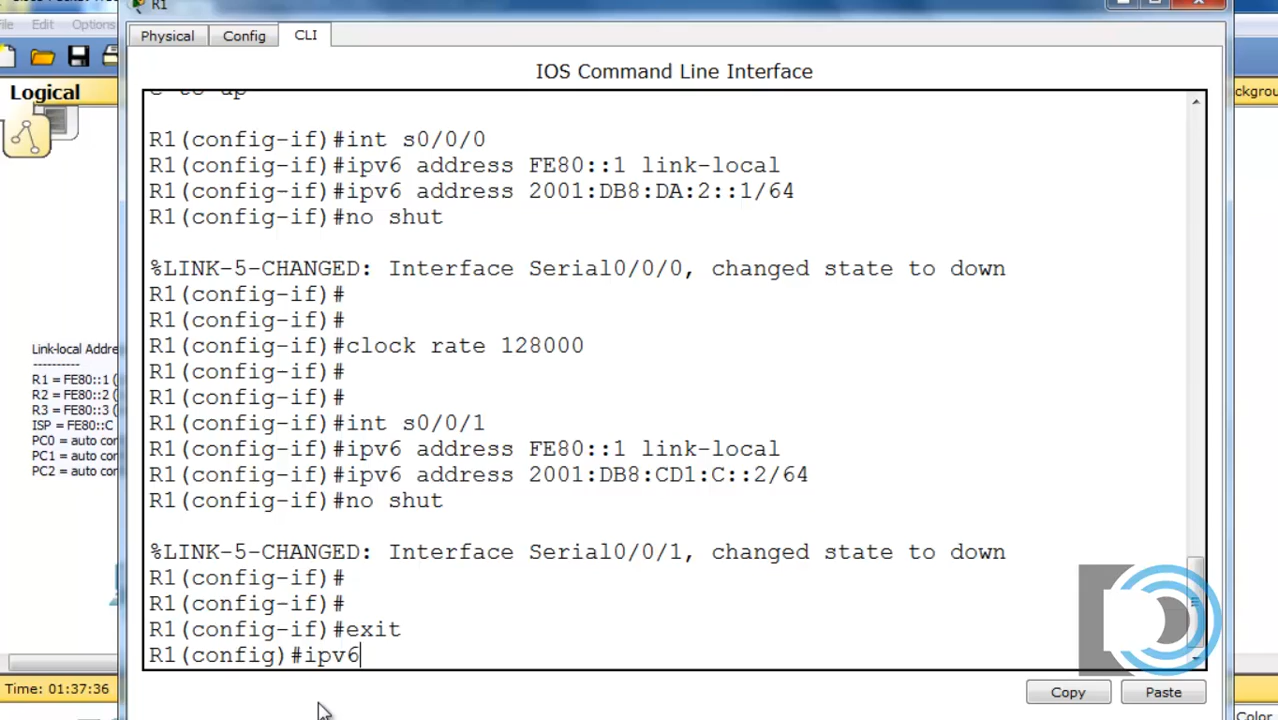 R1
File Edit Options
Physical Config CLI
IOS Command Line Interface
Logical
R1(config-if)#int s0/0/0
R1(config-if)#ipv6 address FE80::1 link-local
R1(config-if)#ipv6 address 2001:DB8:DA:2::1/64
R1(config-if)#no shut
%LINK-5-CHANGED: Interface Serial0/0/0, changed state to down
R1(config-if)#
R1(config-if)#
R1(config-if)#clock rate 128000
R1(config-if)#
R1(config-if)#
R1(config-if)#int s0/0/1
R1(config-if)#ipv6 address FE80::1 link-local
R1(config-if)#ipv6 address 2001:DB8:CD1:C::2/64
R1(config-if)#no shut
%LINK-5-CHANGED: Interface Serial0/0/1, changed state to down
R1(config-if)#
R1(config-if)#
R1(config-if)#exit
R1(config)#ipv6
Link-local Addre
----------
R1 = FE80::1 (
R2 = FE80::2 (
R3 = FE80::3 (
ISP = FE80::C
PC0 = auto con
PC1 = auto con
PC2 = auto con
Time: 01:37:36
Copy Paste
Color